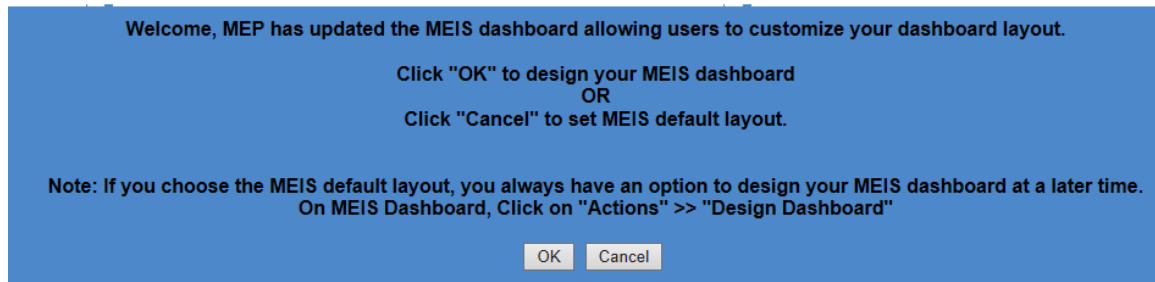 Welcome, MEP has updated the MEIS dashboard allowing users to customize your dashboard layout.
Click "OK" to design your MEIS dashboard
OR
Click "Cancel" to set MEIS default layout.
Note: If you choose the MEIS default layout, you always have an option to design your MEIS dashboard at a later time.
On MEIS Dashboard, Click on "Actions" >> "Design Dashboard"
OK Cancel